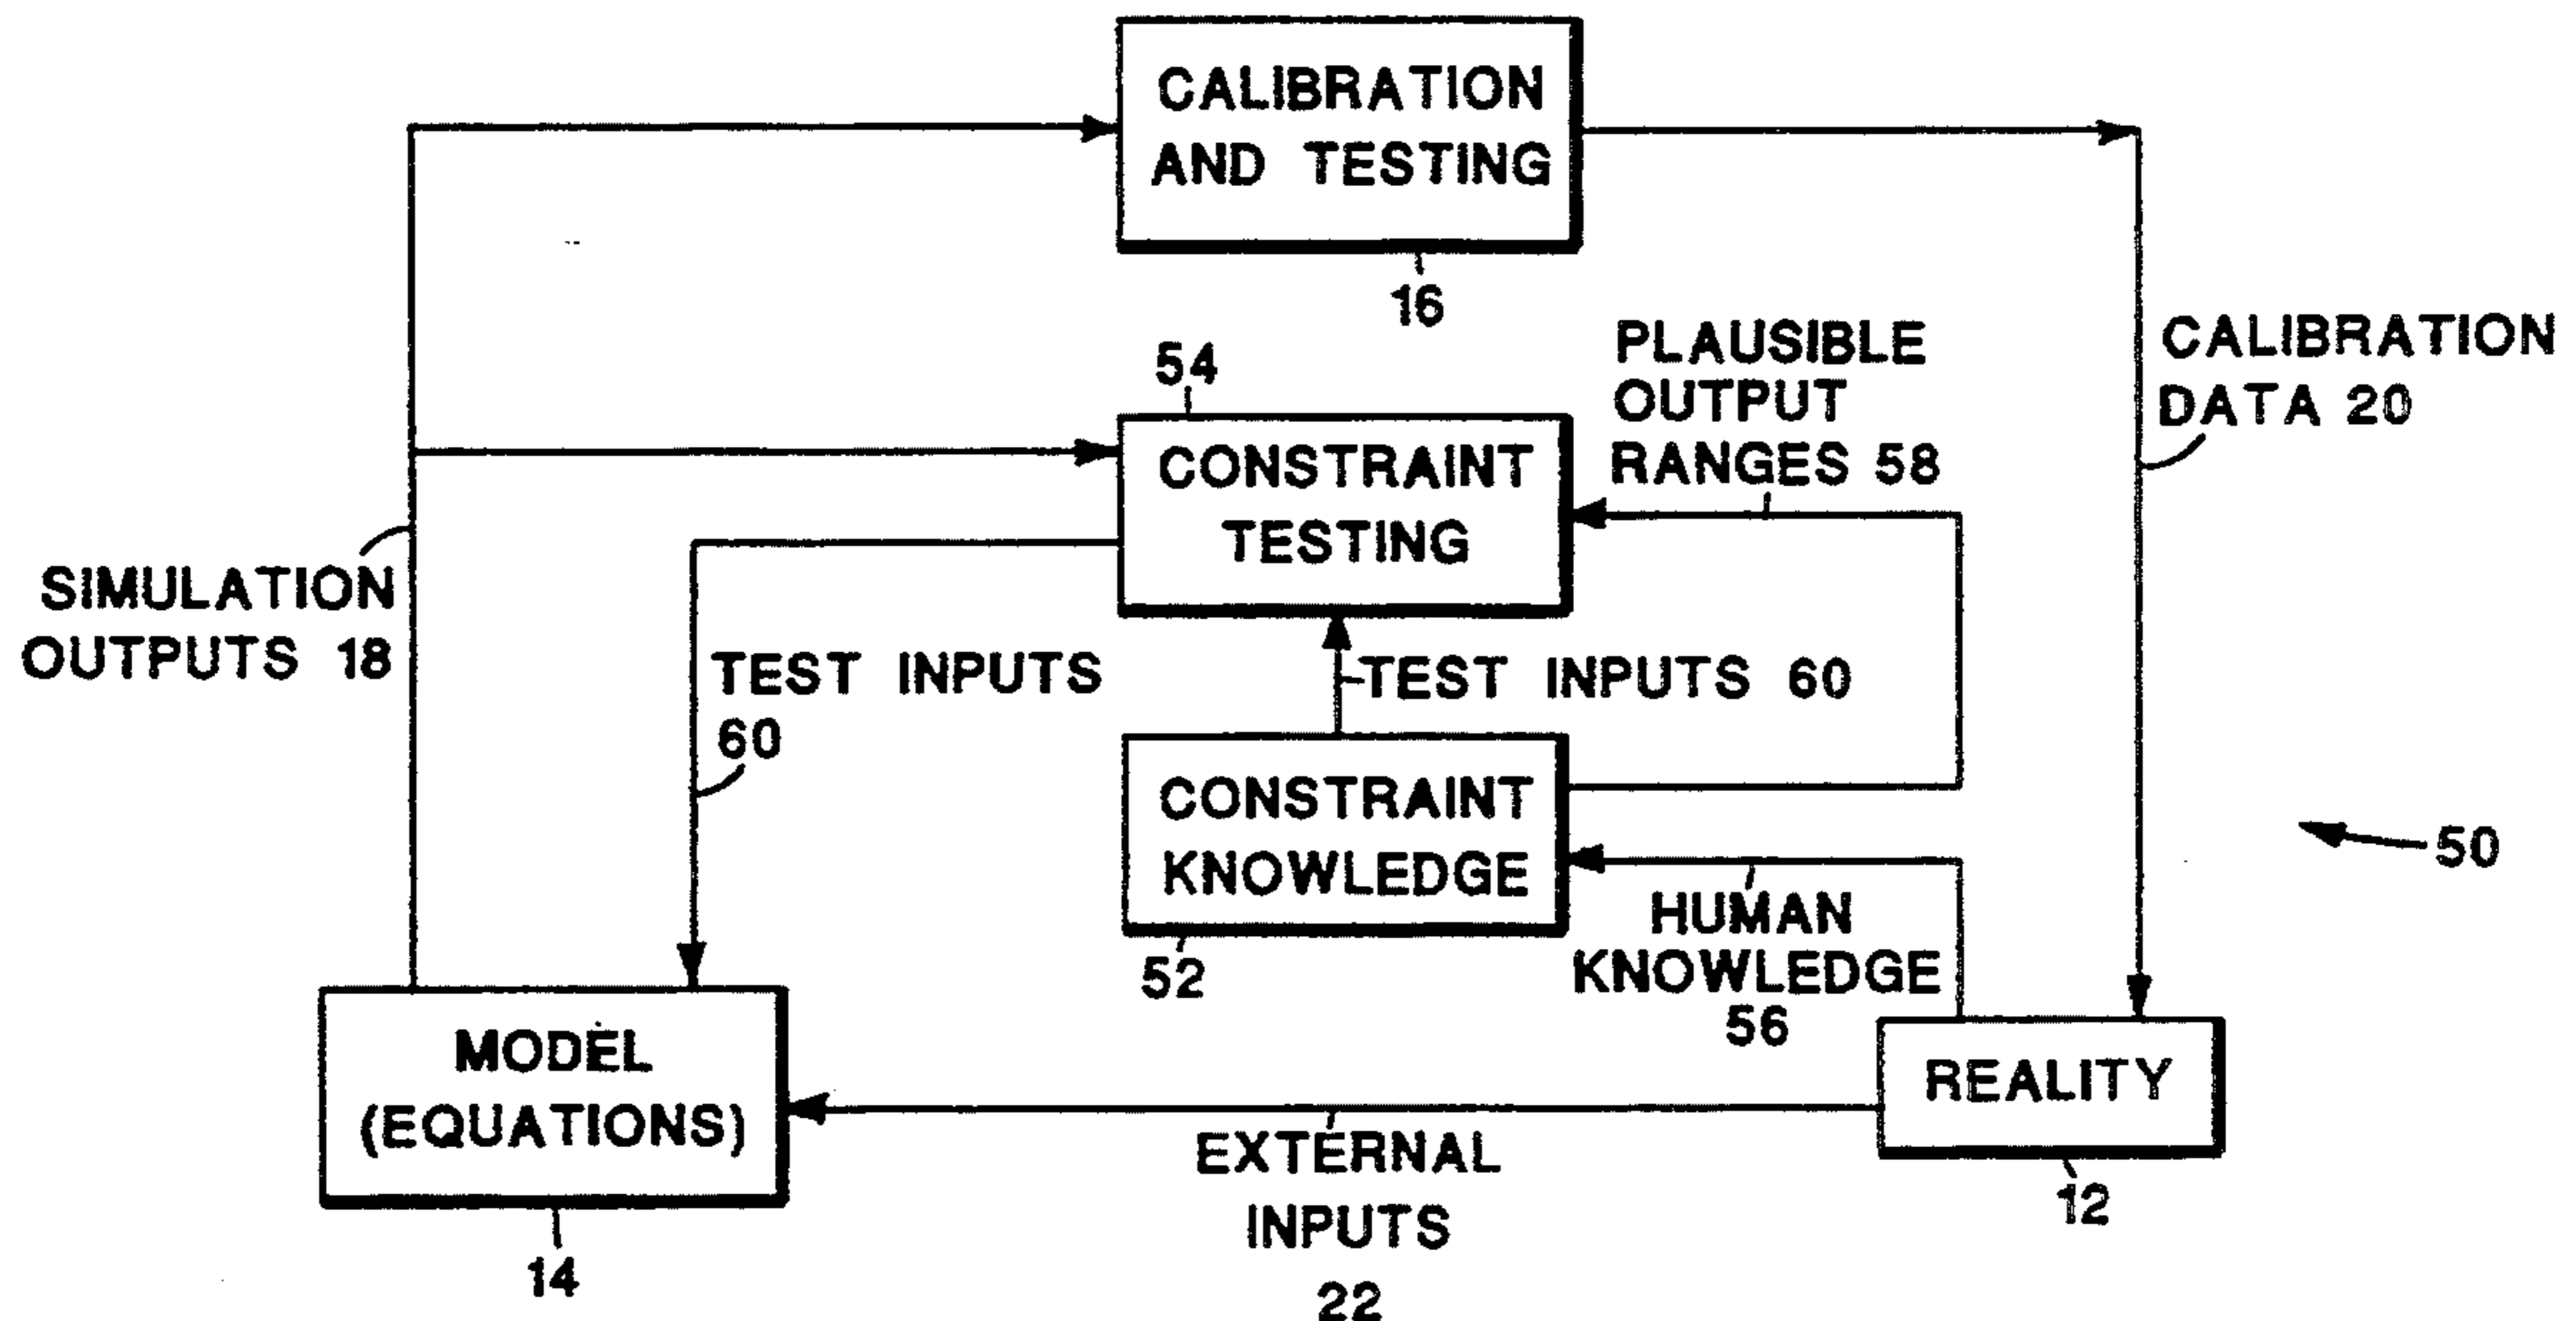 CALIBRATION
AND TESTING
16
54
PLAUSIBLE
OUTPUT
RANGES 58
CALIBRATION
DATA 20
CONSTRAINT
TESTING
SIMULATION
OUTPUTS 18
TEST INPUTS
60
TEST INPUTS 60
CONSTRAINT
KNOWLEDGE
52
HUMAN
KNOWLEDGE
56
50
MODEL
(EQUATIONS)
14
EXTERNAL
INPUTS
22
REALITY
12